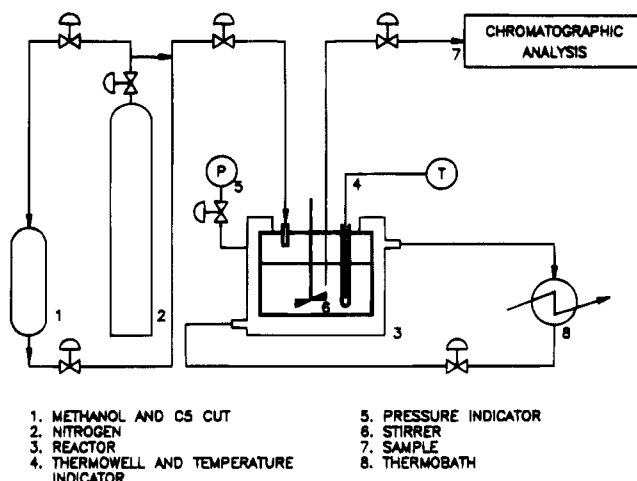 CHROMATOGRAPHIC
ANALYSIS
7
P
5
4
T
1
2
6
3
8
1. METHANOL AND C5 CUT
2. NITROGEN
3. REACTOR
4. THERMOWELL AND TEMPERATURE
INDICATOR
5. PRESSURE INDICATOR
6. STIRRER
7. SAMPLE
8. THERMOBATH